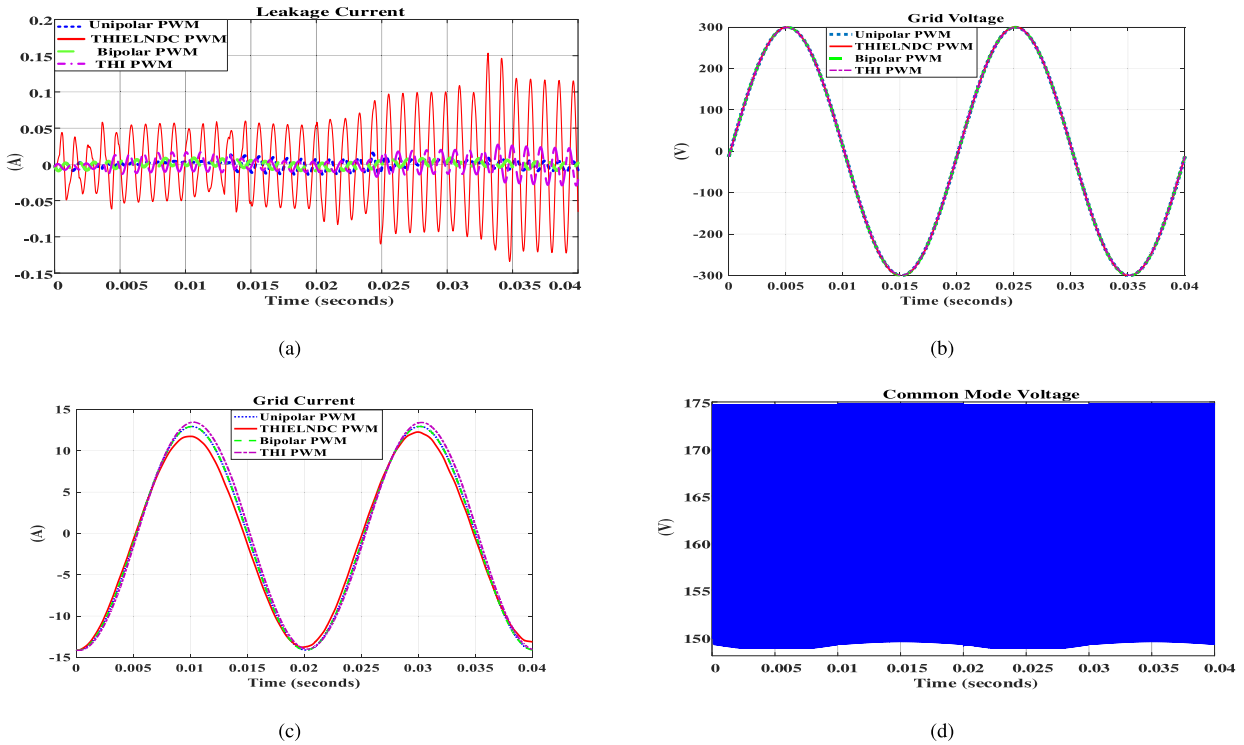 Leakage Current
0.2
0.15
0.1
0.05
0
-0.05
-0.1
-0.15
(A)
Unipolar PWM
THIELNDC PWM
Bipolar PWM
THI PWM
0 0.005 0.01 0.015 0.02 0.025 0.03 0.035 0.04
Time (seconds)
(a)
Grid Voltage
300
200
100
0
-100
-200
-300
(V)
Unipolar PWM
THIELNDC PWM
Bipolar PWM
THI PWM
0 0.005 0.01 0.015 0.02 0.025 0.03 0.035 0.04
Time (seconds)
(b)
Grid Current
15
10
5
0
-5
-10
-15
(A)
Unipolar PWM
THIELNDC PWM
Bipolar PWM
THI PWM
0 0.005 0.01 0.015 0.02 0.025 0.03 0.035 0.04
Time (seconds)
(c)
Common Mode Voltage
175
170
165
160
155
150
(V)
0 0.005 0.01 0.015 0.02 0.025 0.03 0.035 0.04
Time (seconds)
(d)